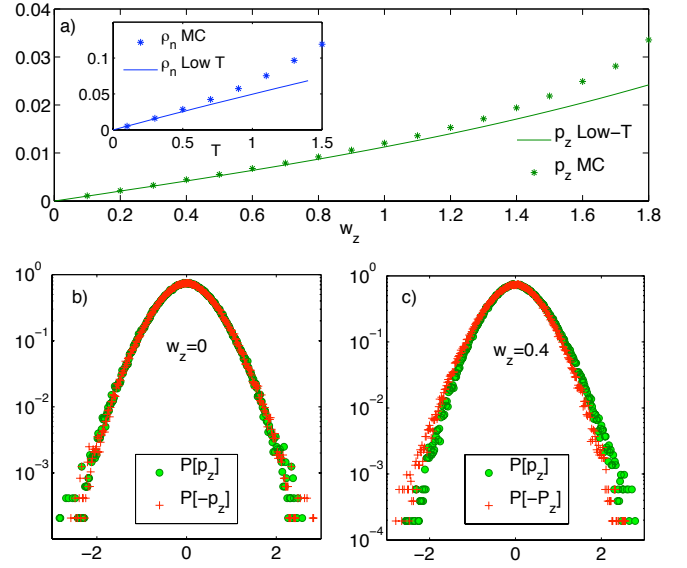 0.04
0.03
0.02
0.01
0
a)
0.1
0.05
0
0 0.5 1 1.5
T
ρn MC
ρn Low T
pz Low−T
pz MC
0 0.2 0.4 0.6 0.8 1 1.2 1.4 1.6 1.8
wz
b)
10^0
10^−1
10^−2
10^−3
wz=0
P[pz]
P[-pz]
−2 0 2
c)
10^0
10^−1
10^−2
10^−3
10^−4
wz=0.4
P[pz]
P[-Pz]
−2 0 2